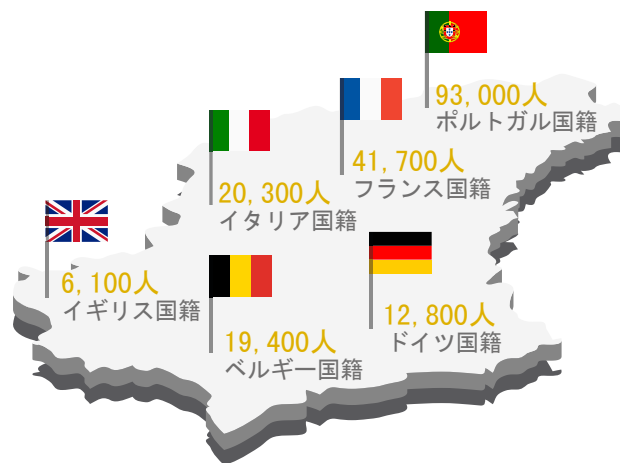 93,000人
ポルトガル国籍
41,700人
フランス国籍
20,300人
イタリア国籍
6,100人
イギリス国籍
12,800人
ドイツ国籍
19,400人
ベルギー国籍